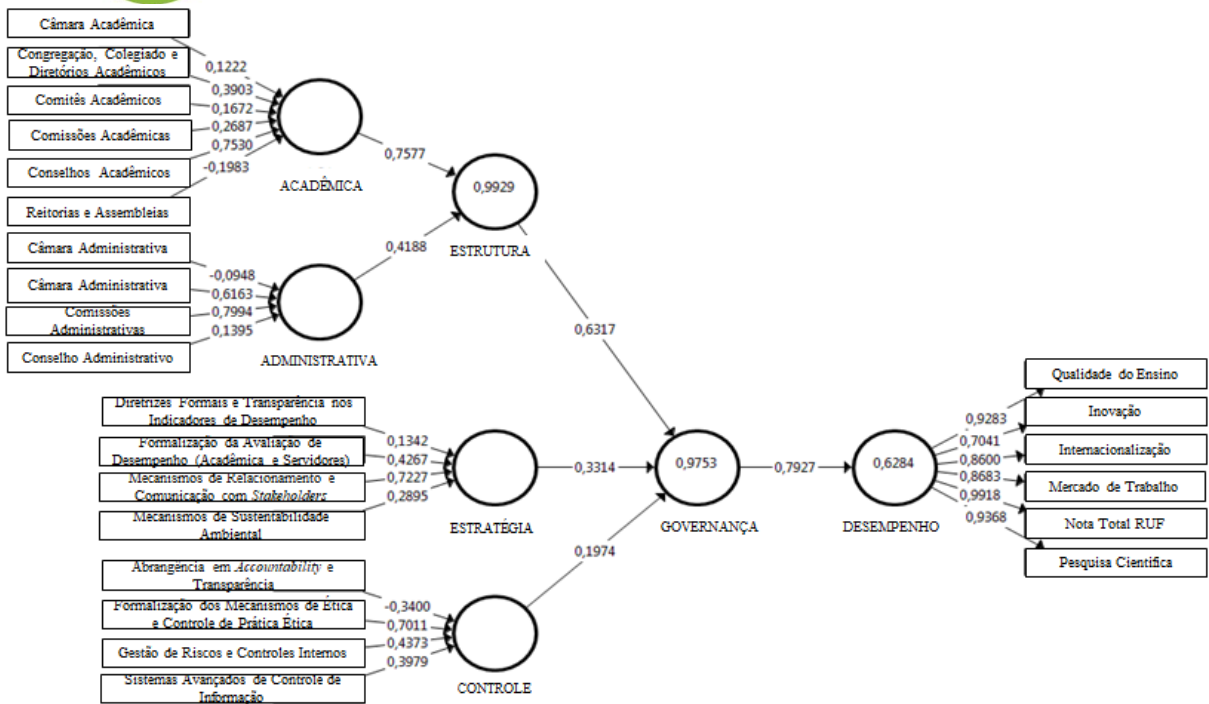 Câmara Acadêmica
Congregação, Colegiado e
Diretórios Acadêmicos
Comitês Acadêmicos
Comissões Acadêmicas
Conselhos Acadêmicos
Reitorias e Assembleias
0,1222
0,3903
0,1672
0,2687
0,7530
-0,1983
ACADÊMICA
0,7577
Câmara Administrativa
Câmara Administrativa
Comissões
Administrativas
Conselho Administrativo
-0,0948
0,6163
0,7994
0,1395
ADMINISTRATIVA
0,4188
0,9929
ESTRUTURA
0,6317
Diretrizes Formais e Transparência nos
Indicadores de Desempenho
Formalização da Avaliação de
Desempenho (Acadêmica e Servidores)
Mecanismos de Relacionamento e
Comunicação com Stakeholders
Mecanismos de Sustentabilidade
Ambiental
0,1342
0,4267
0,7227
0,2895
ESTRATÉGIA
0,3314
Abrangência em Accountability e
Transparência
Formalização dos Mecanismos de Ética
e Controle de Prática Ética
Gestão de Riscos e Controles Internos
Sistemas Avançados de Controle de
Informação
-0,3400
0,7011
0,4373
0,3979
CONTROLE
0,1974
0,9753
GOVERNANÇA
0,7927
0,6284
DESEMPENHO
0,9283
0,7041
0,8600
0,8683
0,9918
0,9368
Qualidade do Ensino
Inovação
Internacionalização
Mercado de Trabalho
Nota Total RUF
Pesquisa Científica